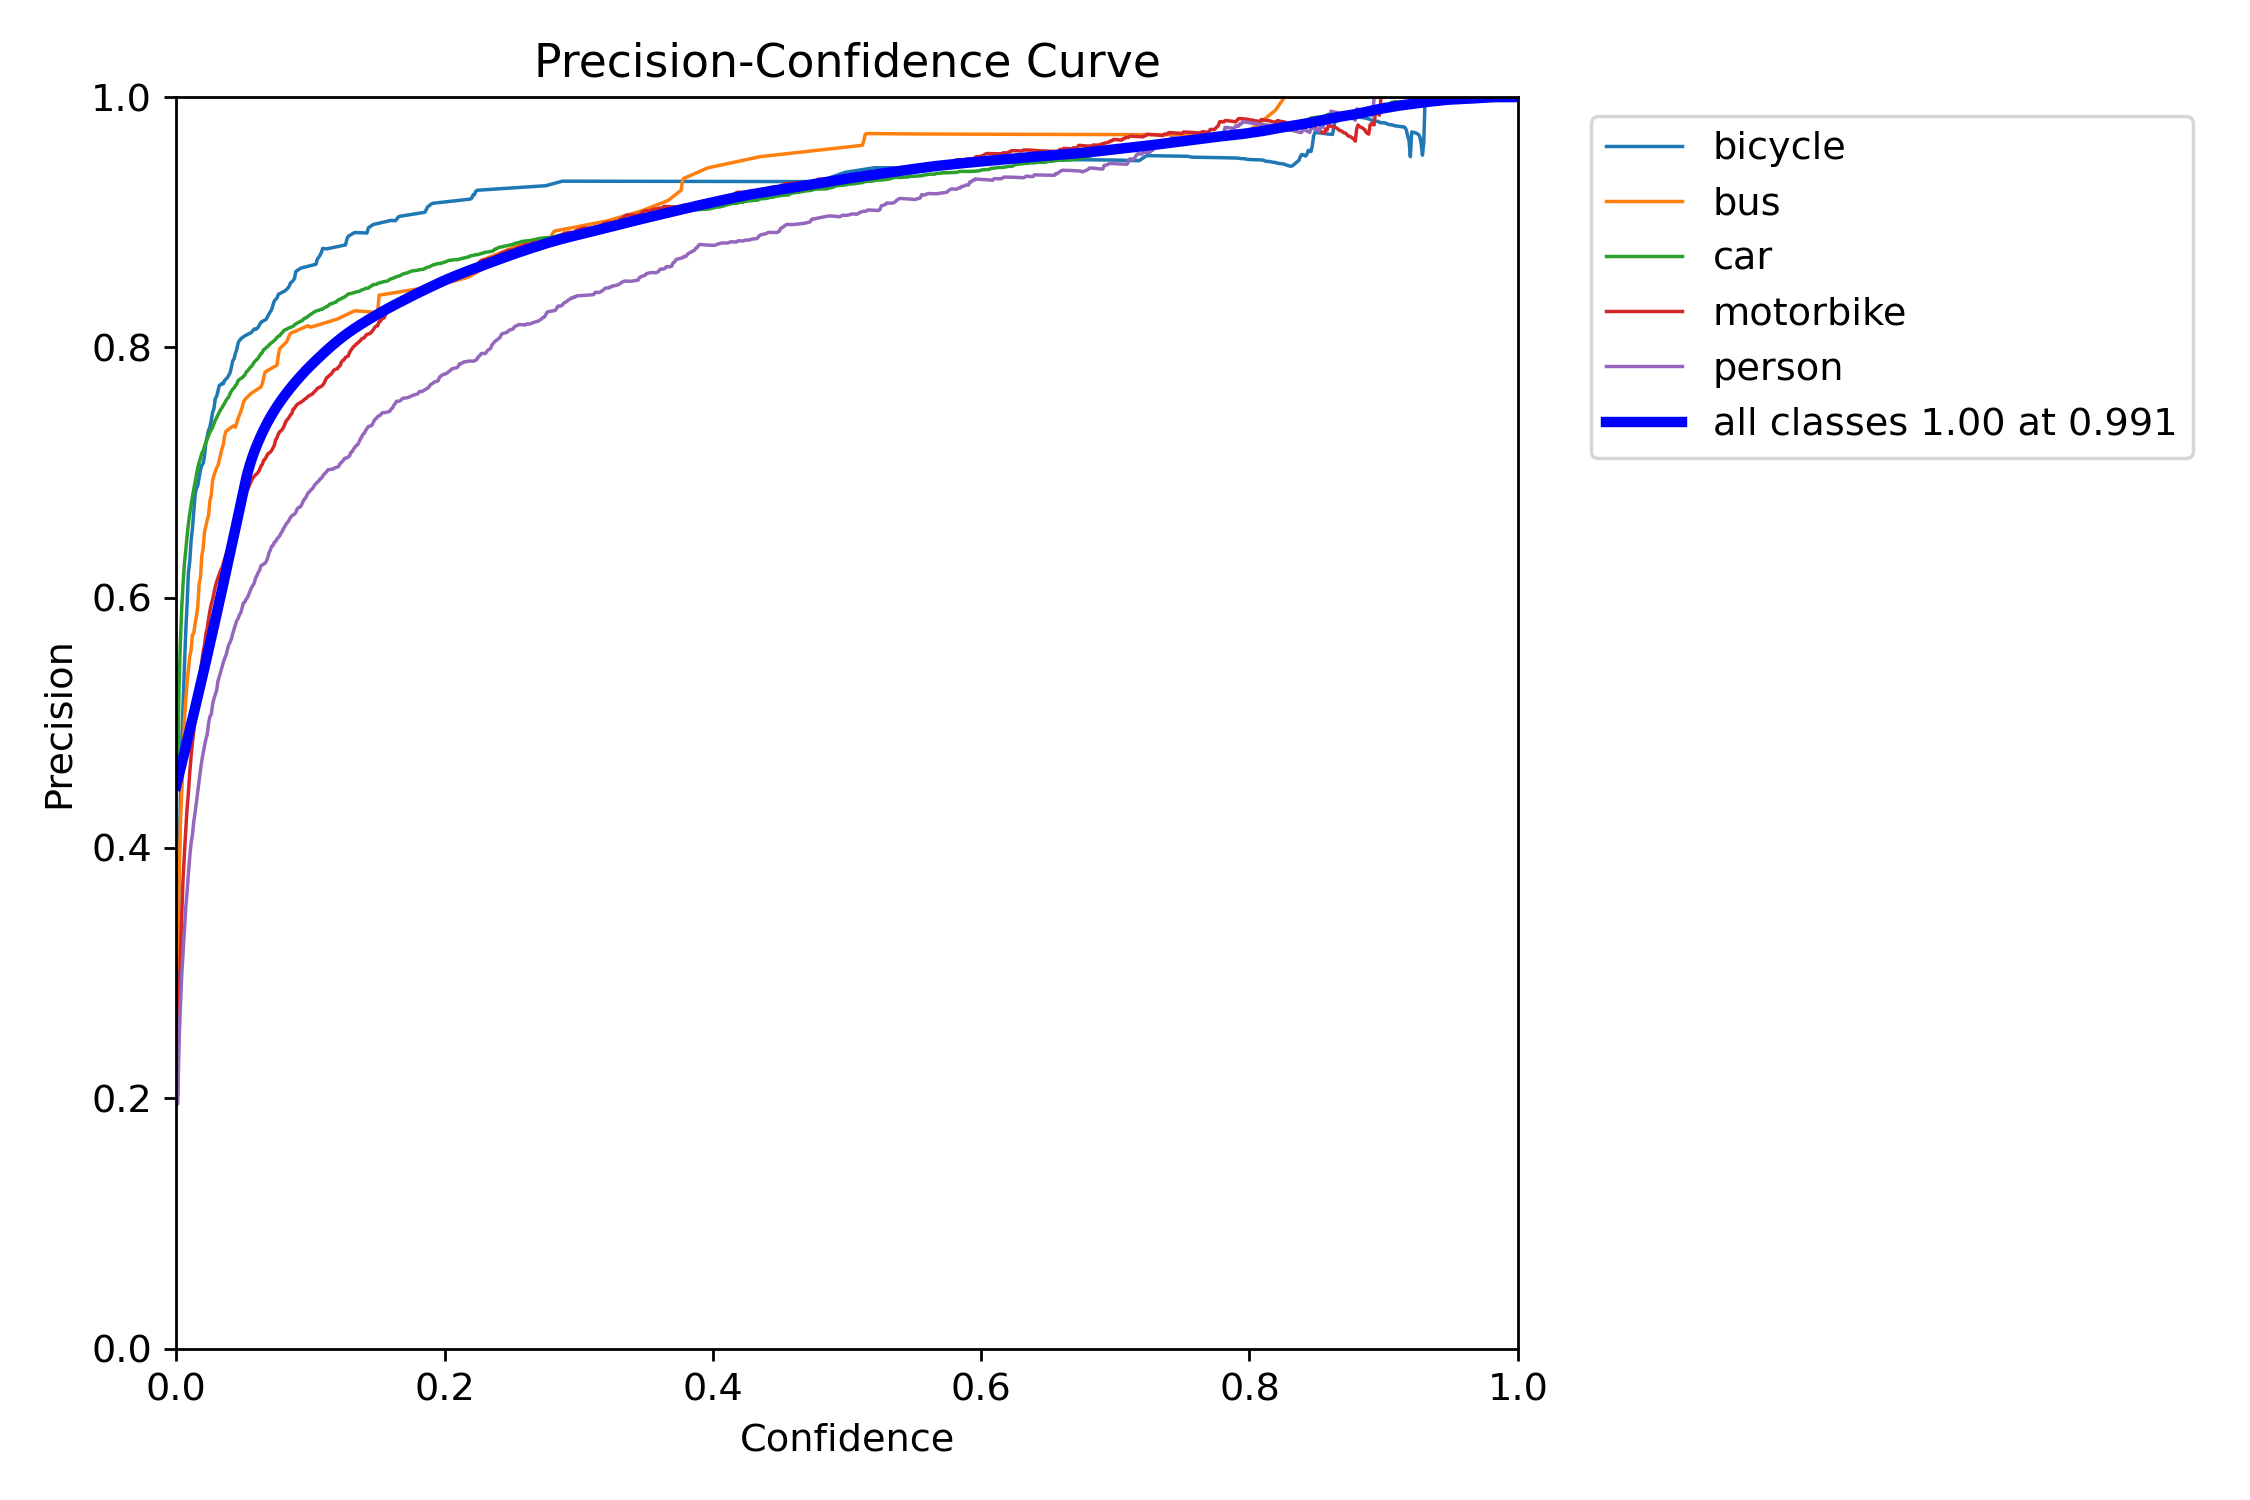 Precision-Confidence Curve
1.0
0.8
0.6
0.4
0.2
0.0
Precision
0.0 0.2 0.4 0.6 0.8 1.0
Confidence
bicycle
bus
car
motorbike
person
all classes 1.00 at 0.991